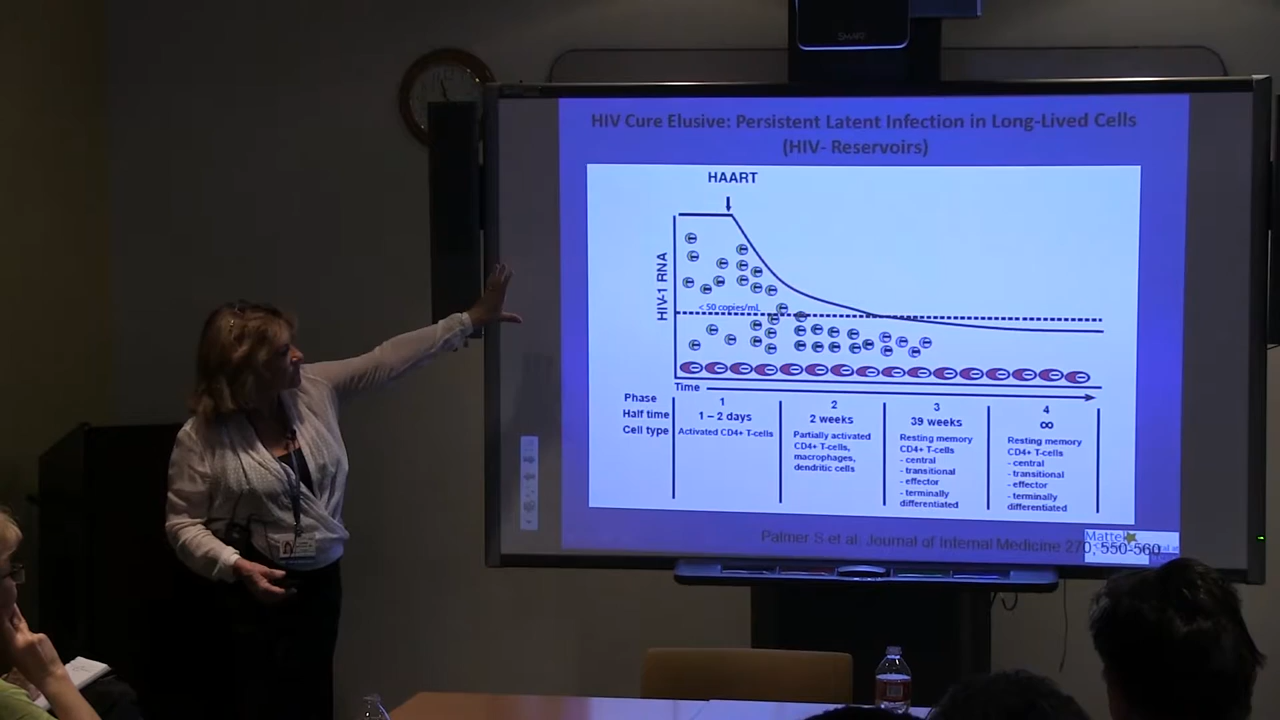 SMART
HIV Cure Elusive: Persistent Latent Infection in Long-Lived Cells
(HIV- Reservoirs)
HAART
HIV-1 RNA
< 50 copies/mL
Time
Phase 1 2 3 4
Half time 1 – 2 days 2 weeks 39 weeks ∞
Cell type
Activated CD4+ T-cells
Partially activated
CD4+ T-cells,
macrophages,
dendritic cells
Resting memory
CD4+ T-cells
- central
- transitional
- effector
- terminally
differentiated
Resting memory
CD4+ T-cells
- central
- transitional
- effector
- terminally
differentiated
Palmer S et al. Journal of Internal Medicine 270, 550-560
Mattel